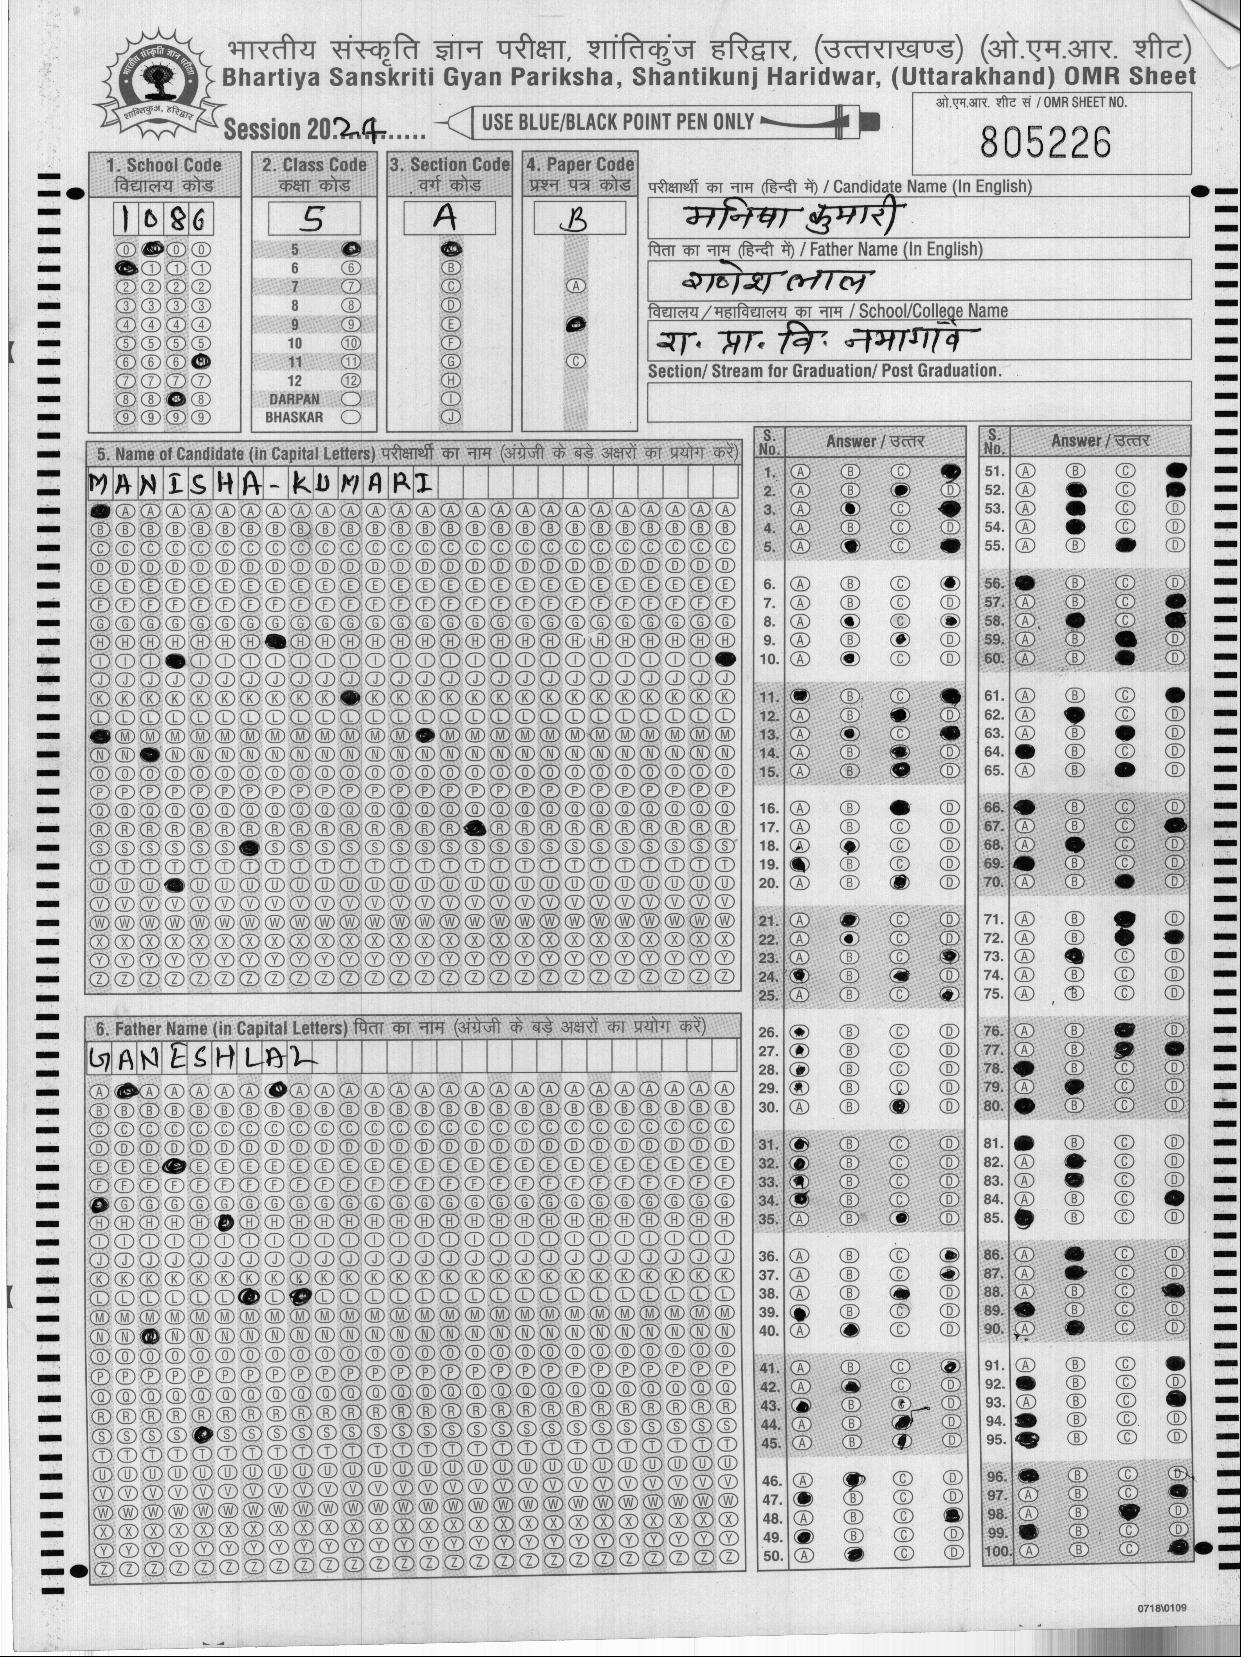 भारतीय संस्कृति ज्ञान परीक्षा, शांतिकुंज हरिद्वार, (उत्तराखण्ड) (ओ.एम.आर. शीट)
Bhartiya Sanskriti Gyan Pariksha, Shantikunj Haridwar, (Uttarakhand) OMR Sheet
शान्तिकुञ्ज, हरिद्वार
Session 2024
USE BLUE/BLACK POINT PEN ONLY
ओ.एम.आर. शीट सं / OMR SHEET NO.
805226
1. School Code
विद्यालय कोड
1086
2. Class Code
कक्षा कोड
5
5
6
7
8
9
10
11
12
DARPAN
BHASKAR
3. Section Code
वर्ग कोड
A
4. Paper Code
प्रश्न पत्र कोड
B
परीक्षार्थी का नाम (हिन्दी में) / Candidate Name (In English)
मनिषा कुमारी
पिता का नाम (हिन्दी में) / Father Name (In English)
गणेश लाल
विद्यालय/महाविद्यालय का नाम / School/College Name
रा. प्रा. वि.
Section/ Stream for Graduation/ Post Graduation.
5. Name of Candidate (in Capital Letters) परीक्षार्थी का नाम (अंग्रेजी के बड़े अक्षरों का प्रयोग करें)
MANISHA-KUMARI
6. Father Name (in Capital Letters) पिता का नाम (अंग्रेजी के बड़े अक्षरों का प्रयोग करें)
GANESHLAL
S. No. Answer / उत्तर
S. No. Answer / उत्तर
0718\0109